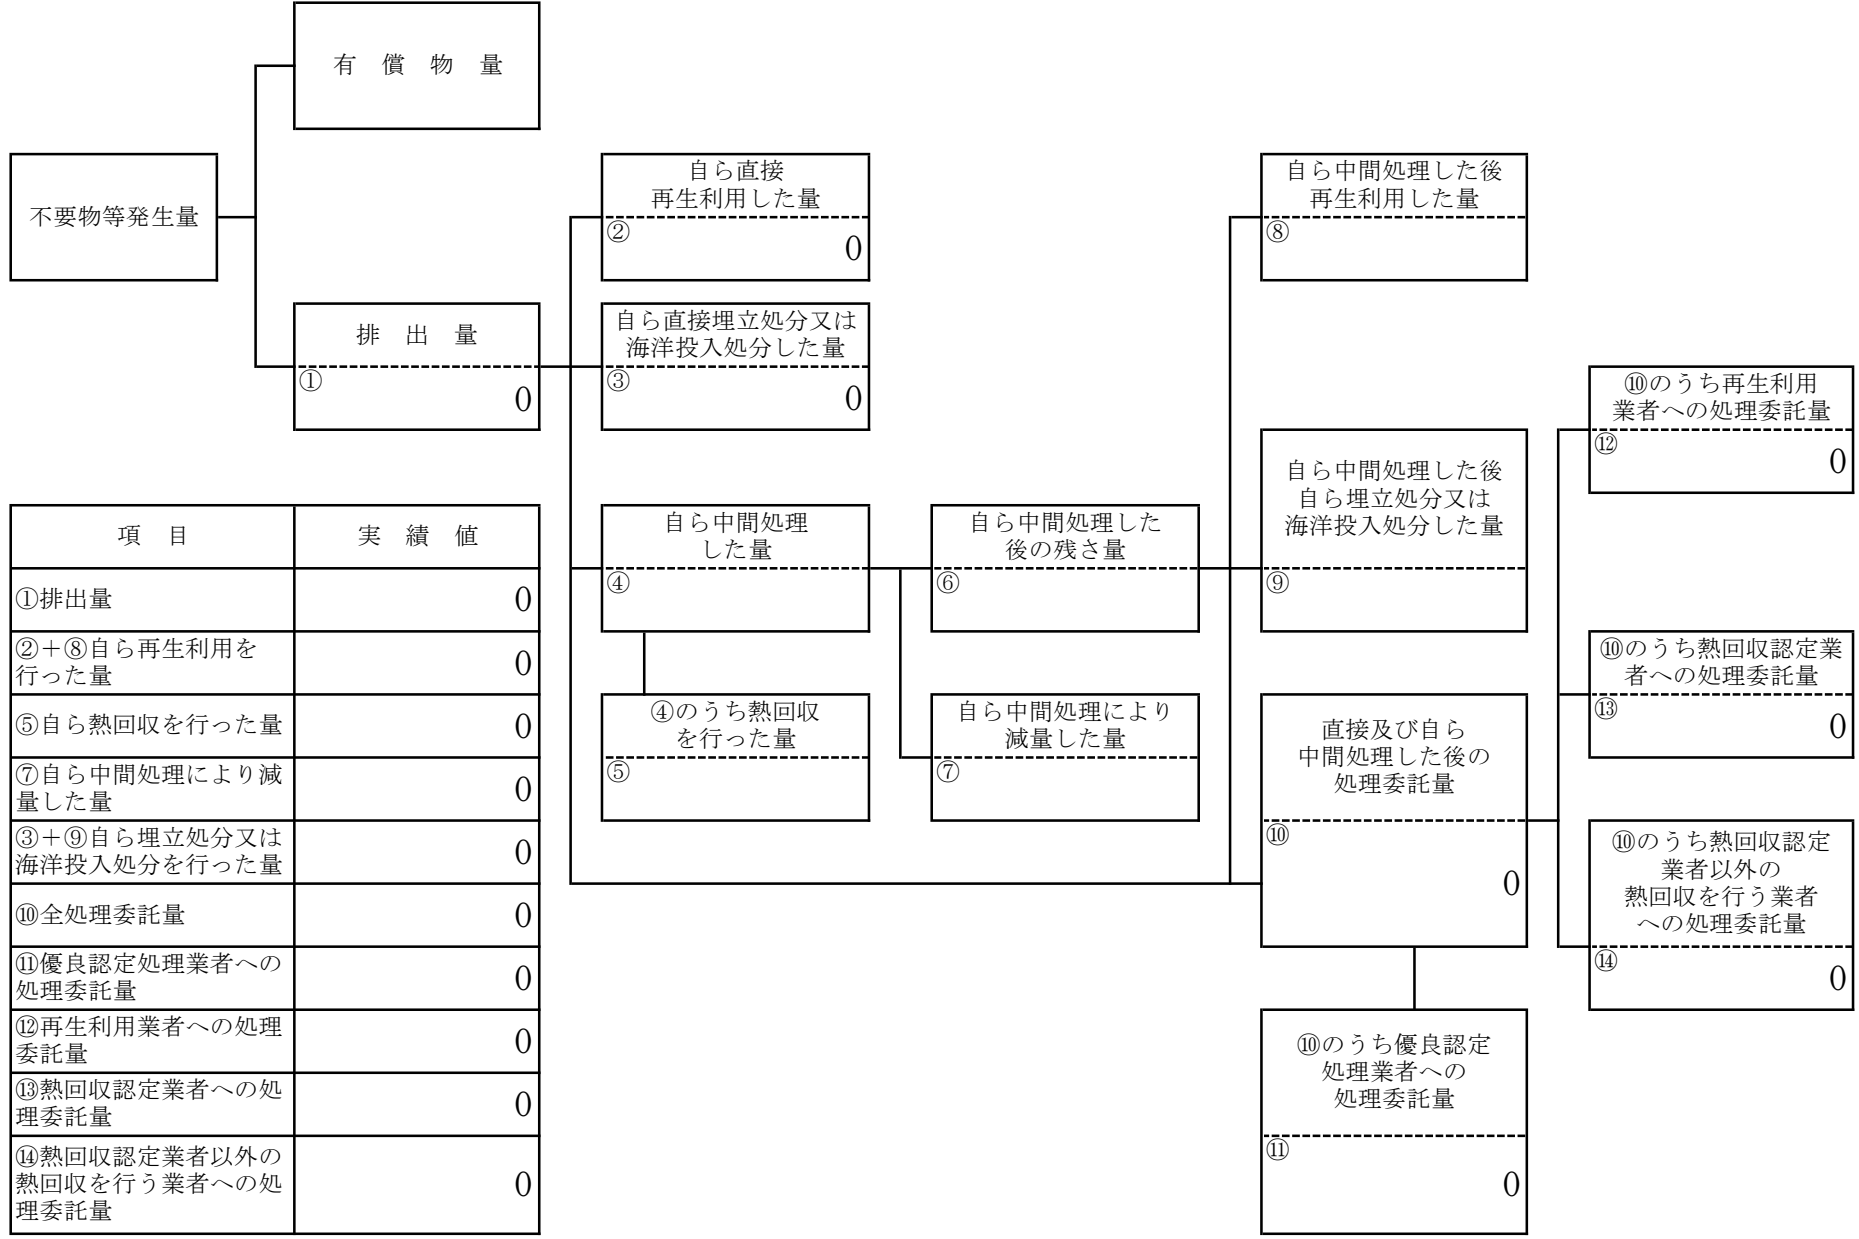 有　償　物　量
不要物等発生量
排　出　量
①
0
自ら直接
再生利用した量
②
0
自ら直接埋立処分又は
海洋投入処分した量
③
0
自ら中間処理
した量
④
④のうち熱回収
を行った量
⑤
自ら中間処理した
後の残さ量
⑥
自ら中間処理により
減量した量
⑦
自ら中間処理した後
再生利用した量
⑧
自ら中間処理した後
自ら埋立処分又は
海洋投入処分した量
⑨
直接及び自ら
中間処理した後の
処理委託量
⑩
0
⑩のうち優良認定
処理業者への
処理委託量
⑪
0
⑩のうち再生利用
業者への処理委託量
⑫
0
⑩のうち熱回収認定業
者への処理委託量
⑬
0
⑩のうち熱回収認定
業者以外の
熱回収を行う業者
への処理委託量
⑭
0
項　目　実　績　値
①排出量　0
②＋⑧自ら再生利用を
行った量　0
⑤自ら熱回収を行った量　0
⑦自ら中間処理により減
量した量　0
③＋⑨自ら埋立処分又は
海洋投入処分を行った量　0
⑩全処理委託量　0
⑪優良認定処理業者への
処理委託量　0
⑫再生利用業者への処理
委託量　0
⑬熱回収認定業者への処
理委託量　0
⑭熱回収認定業者以外の
熱回収を行う業者への処　0
理委託量